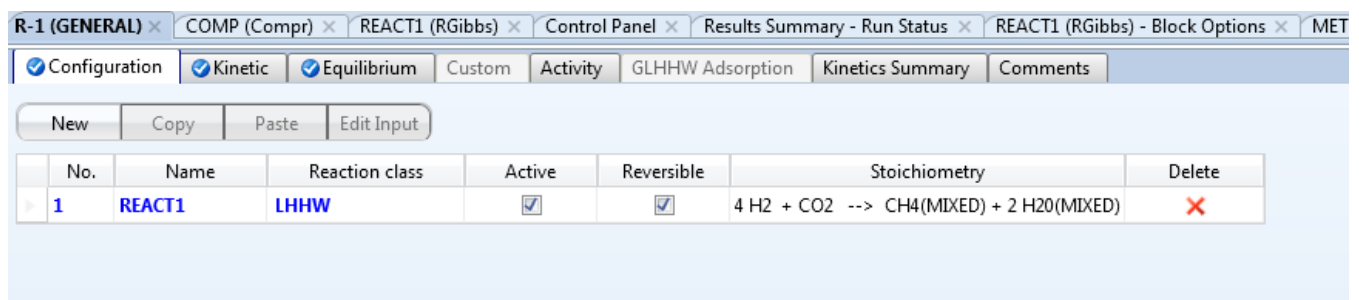 R-1 (GENERAL) COMP (Compr) REACT1 (RGibbs) Control Panel Results Summary - Run Status REACT1 (RGibbs) - Block Options MET
Configuration Kinetic Equilibrium Custom Activity GLHHW Adsorption Kinetics Summary Comments
New Copy Paste Edit Input
No. Name Reaction class Active Reversible Stoichiometry Delete
1 REACT1 LHHW 4 H2 + CO2 --> CH4(MIXED) + 2 H20(MIXED)